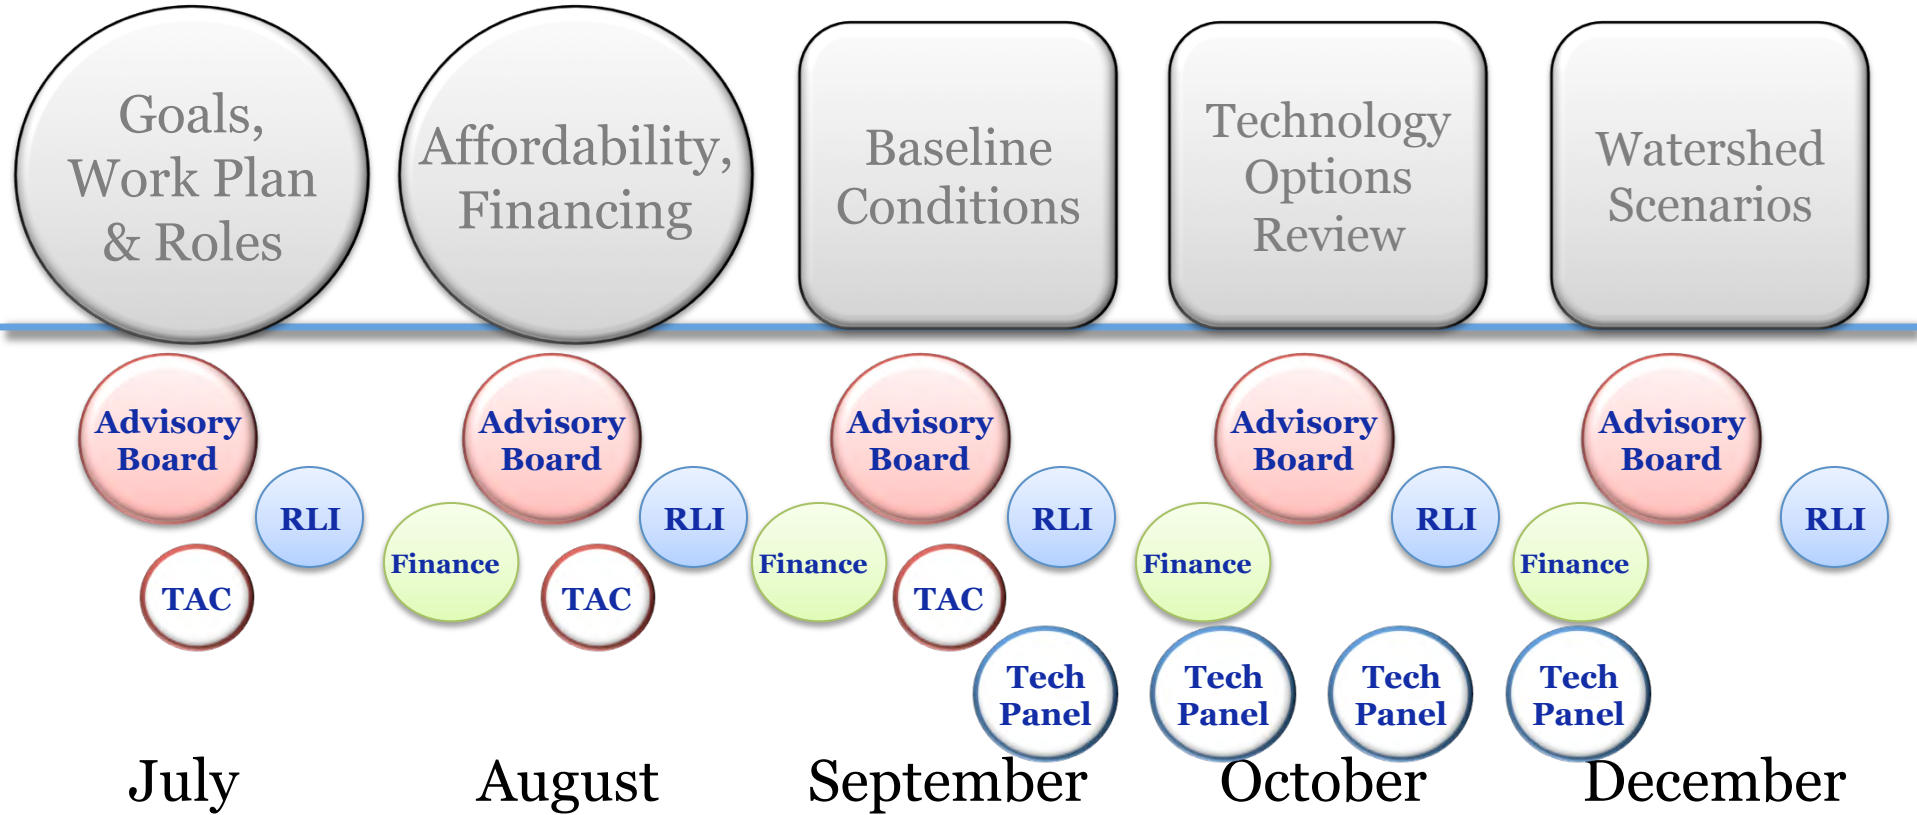 Goals,
Work Plan
& Roles
Affordability,
Financing
Baseline
Conditions
Technology
Options
Review
Watershed
Scenarios
Advisory
Board
RLI
TAC
Advisory
Board
RLI
Finance
TAC
Advisory
Board
RLI
Finance
TAC
Tech
Panel
Advisory
Board
RLI
Finance
Tech
Panel
Tech
Panel
Advisory
Board
RLI
Finance
Tech
Panel
July
August
September
October
December